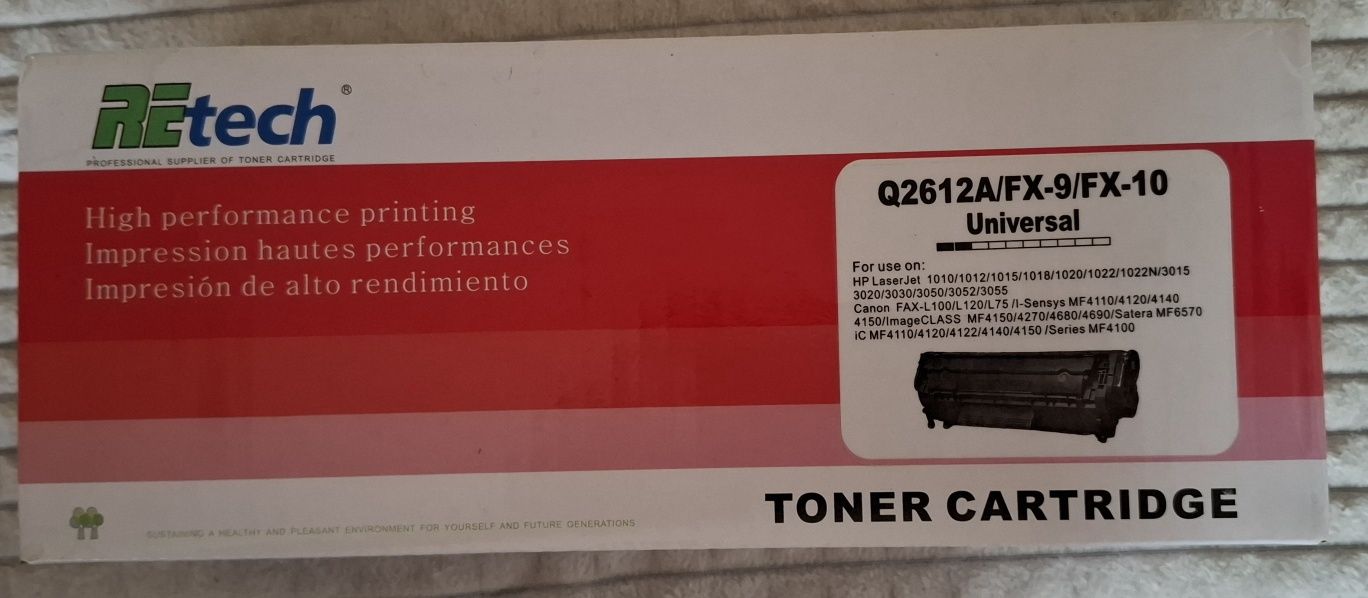 REtech®
PROFESSIONAL SUPPLIER OF TONER CARTRIDGE
High performance printing
Impression hautes performances
Impresión de alto rendimiento
Q2612A/FX-9/FX-10
Universal
For use on:
HP LaserJet 1010/1012/1015/1018/1020/1022/1022N/3015
3020/3030/3050/3052/3055
Canon FAX-L100/L120/L75 /I-Sensys MF4110/4120/4140
4150/ImageCLASS MF4150/4270/4680/4690/Satera MF6570
iC MF4110/4120/4122/4140/4150 /Series MF4100
TONER CARTRIDGE
SUSTAINING A HEALTHY AND PLEASANT ENVIRONMENT FOR YOURSELF AND FUTURE GENERATIONS